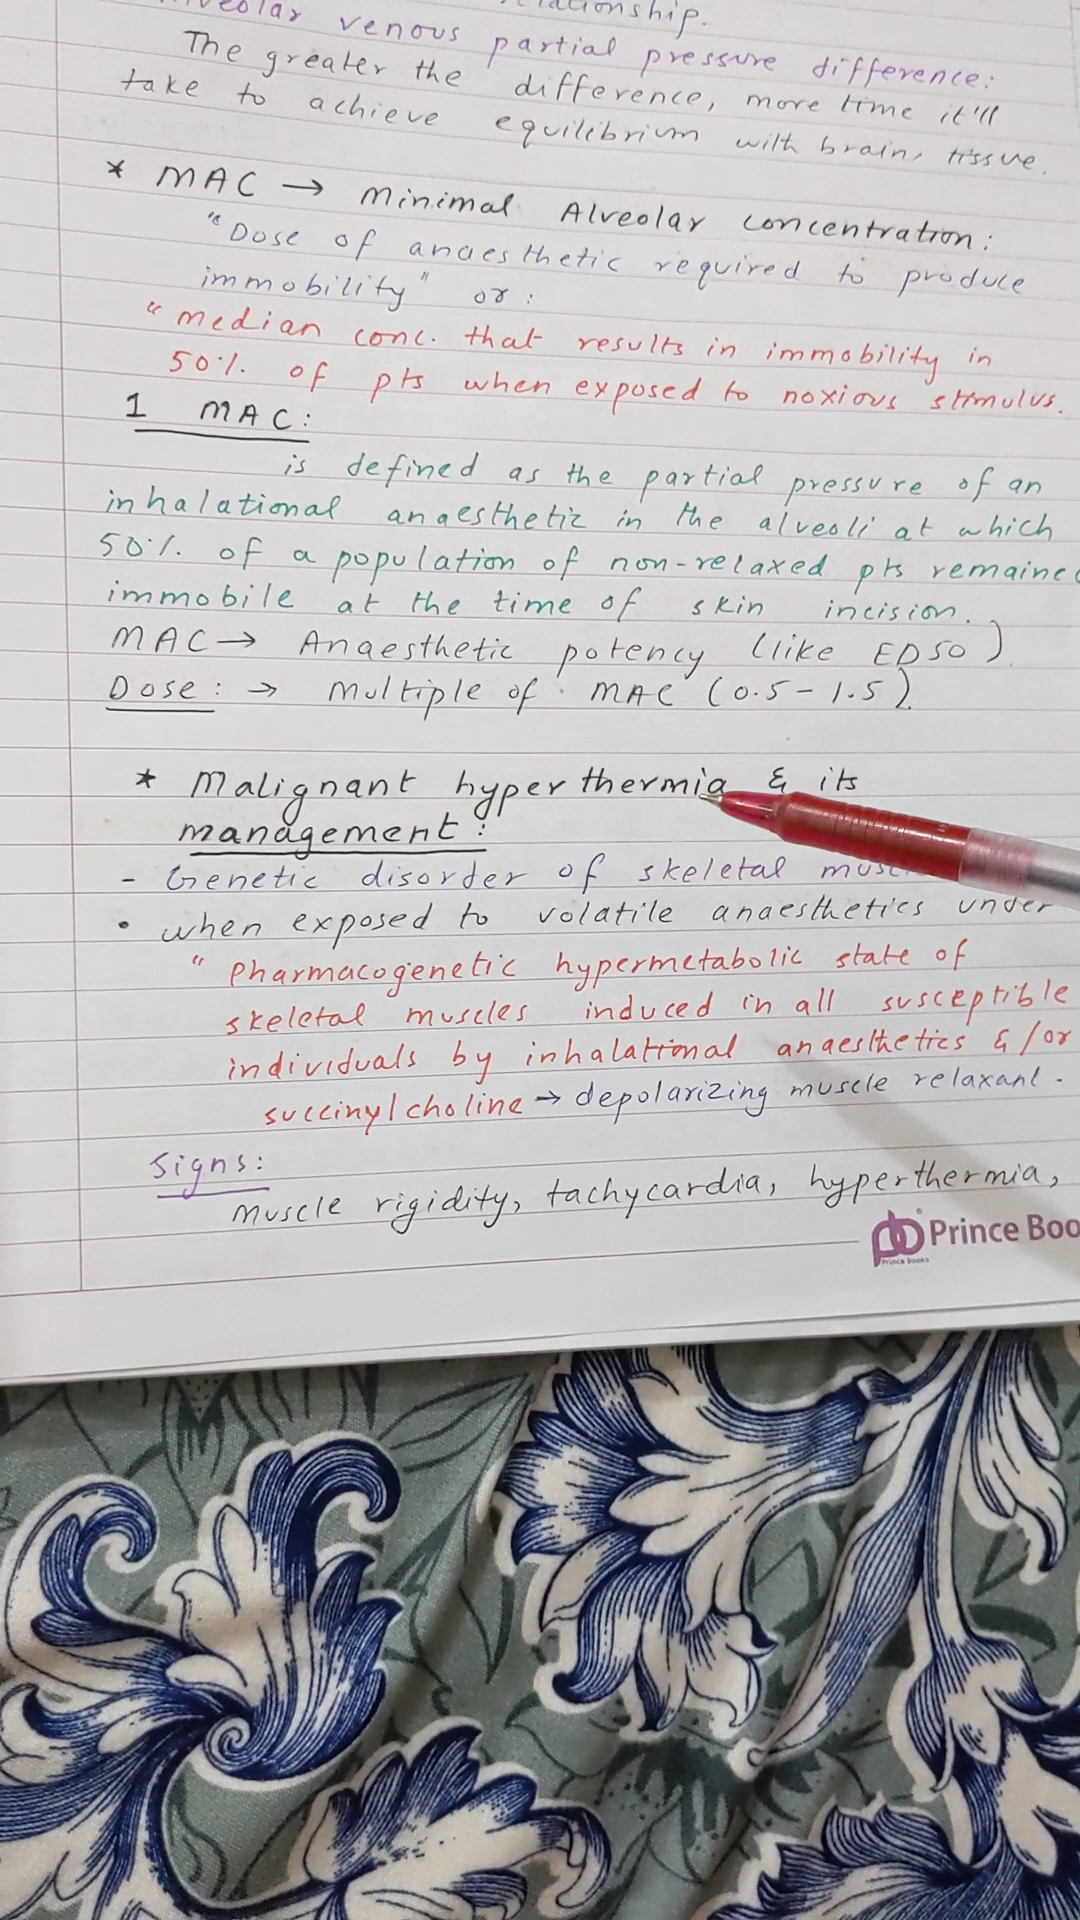 relationship.
Alveolar venous partial pressure difference:
The greater the difference, more time it'll
take to achieve equilibrium with brain, tissue.
* MAC → Minimal Alveolar concentration:
"Dose of anaesthetic required to produce
immobility" or:
"median conc. that results in immobility in
50% of pts when exposed to noxious stimulus.
1 MAC:
is defined as the partial pressure of an
inhalational anaesthetic in the alveoli at which
50% of a population of non-relaxed pts remained
immobile at the time of skin incision.
MAC → Anaesthetic potency (like ED50)
Dose: → Multiple of MAC (0.5-1.5)
* Malignant hyperthermia & its
management:
- Genetic disorder of skeletal
• when exposed to volatile anaesthetics under
"Pharmacogenetic hypermetabolic state of
skeletal muscles induced in all susceptible
individuals by inhalational anaesthetics &/or
succinylcholine → depolarizing muscle relaxant.
Signs:
Muscle rigidity, tachycardia, hyperthermia,
Prince Boo
Prince Books